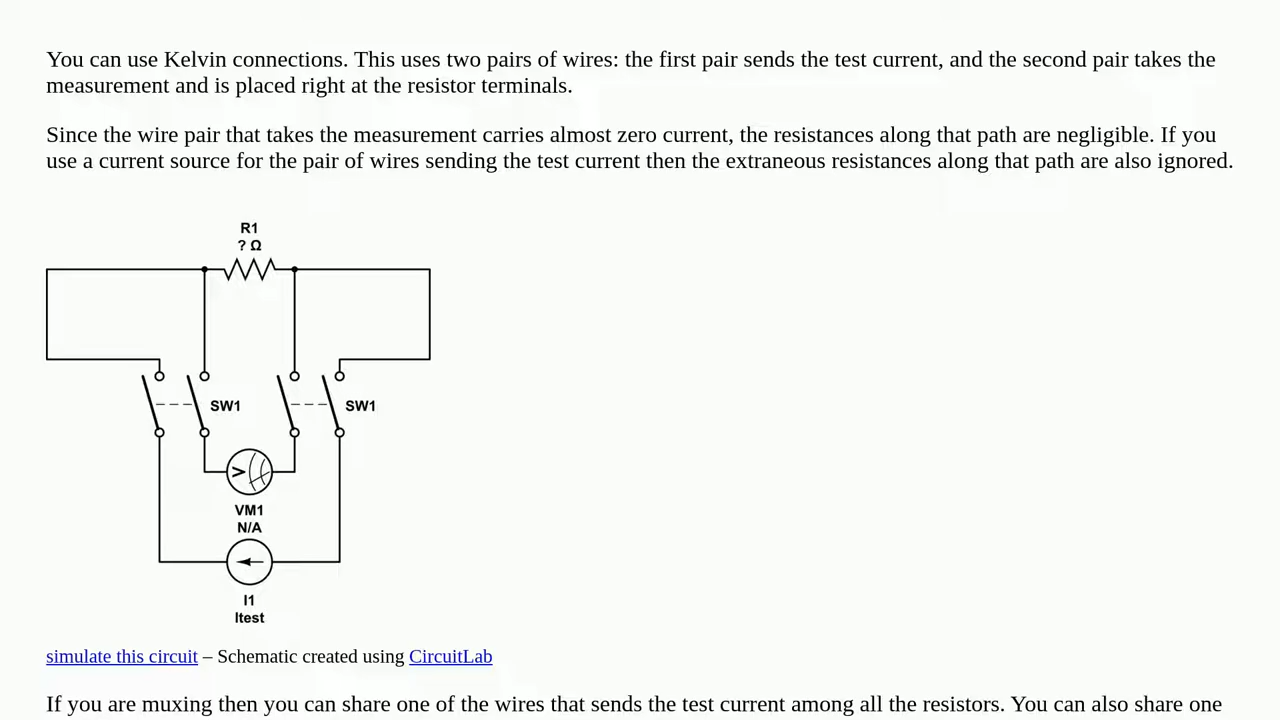 You can use Kelvin connections. This uses two pairs of wires: the first pair sends the test current, and the second pair takes the
measurement and is placed right at the resistor terminals.
Since the wire pair that takes the measurement carries almost zero current, the resistances along that path are negligible. If you
use a current source for the pair of wires sending the test current then the extraneous resistances along that path are also ignored.
R1
? Ω
SW1
SW1
V
VM1
N/A
I1
Itest
simulate this circuit – Schematic created using CircuitLab
If you are muxing then you can share one of the wires that sends the test current among all the resistors. You can also share one